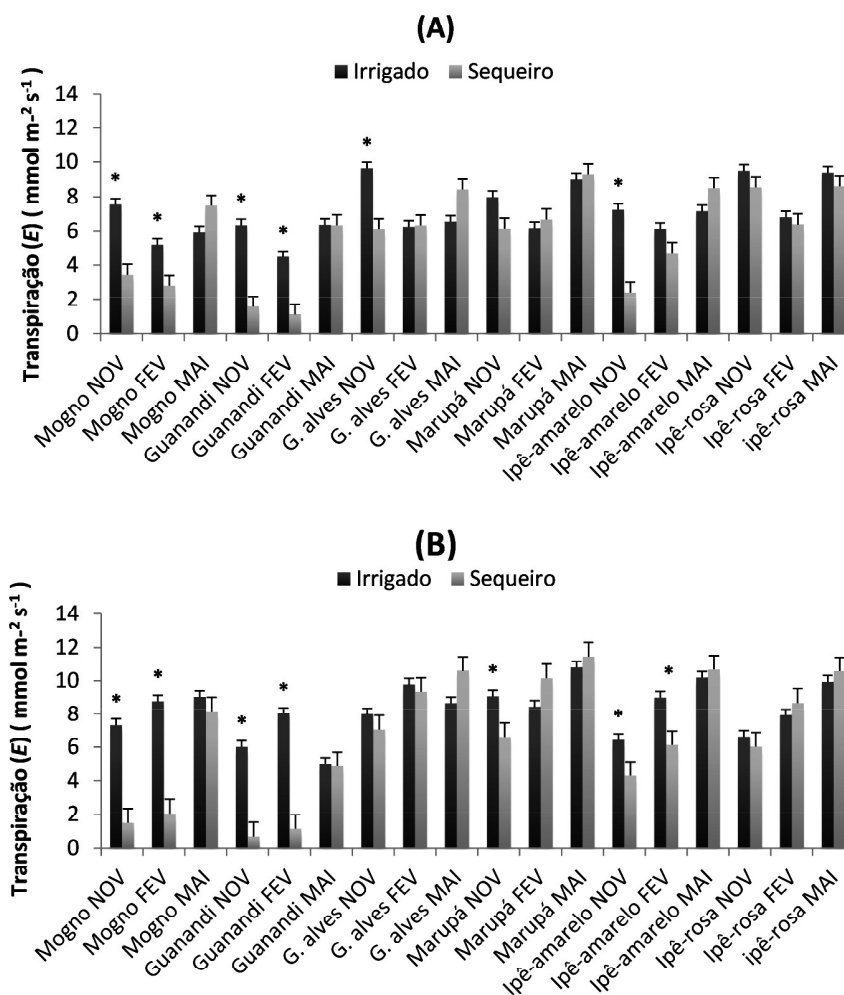 (A)
Irrigado Sequeiro
Transpiração (E) ( mmol m-² s-¹ )
14
12
10
8
6
4
2
0
* * * * * *
Mogno NOV
Mogno FEV
Mogno MAI
Guanandi NOV
Guanandi FEV
Guanandi MAI
G. alves NOV
G. alves FEV
G. alves MAI
Marupá NOV
Marupá FEV
Marupá MAI
Ipê-amarelo NOV
Ipê-amarelo FEV
Ipê-amarelo MAI
Ipê-rosa NOV
Ipê-rosa FEV
ipê-rosa MAI
(B)
Irrigado Sequeiro
Transpiração (E) ( mmol m-² s-¹ )
14
12
10
8
6
4
2
0
* * * * * * *
Mogno NOV
Mogno FEV
Mogno MAI
Guanandi NOV
Guanandi FEV
Guanandi MAI
G. alves NOV
G. alves FEV
G. alves MAI
Marupá NOV
Marupá FEV
Marupá MAI
Ipê-amarelo NOV
Ipê-amarelo FEV
Ipê-amarelo MAI
Ipê-rosa NOV
Ipê-rosa FEV
ipê-rosa MAI